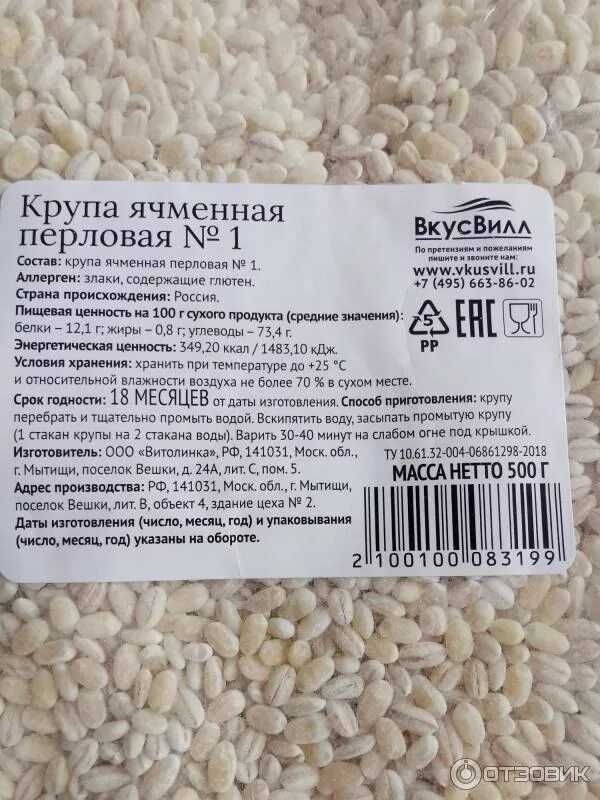 Крупа ячменная
перловая № 1
ВкусВилл
По претензиям и пожеланиям
пишите и звоните нам:
www.vkusvill.ru
+7 (495) 663-86-02
Состав: крупа ячменная перловая № 1.
Аллерген: злаки, содержащие глютен.
Страна происхождения: Россия.
Пищевая ценность на 100 г сухого продукта (средние значения):
белки – 12,1 г; жиры – 0,8 г; углеводы – 73,4 г.
Энергетическая ценность: 349,20 ккал / 1483,10 кДж.
Условия хранения: хранить при температуре до +25 °С
и относительной влажности воздуха не более 70 % в сухом месте.
5
PP
EAC
Срок годности: 18 МЕСЯЦЕВ от даты изготовления. Способ приготовления: крупу
перебрать и тщательно промыть водой. Вскипятить воду, засыпать промытую крупу
(1 стакан крупы на 2 стакана воды). Варить 30-40 минут на слабом огне под крышкой.
Изготовитель: ООО «Витолинка», РФ, 141031, Моск. обл.,
г. Мытищи, поселок Вешки, д. 24А, лит. С, пом. 5.
Адрес производства: РФ, 141031, Моск. обл., г. Мытищи,
поселок Вешки, лит. В, объект 4, здание цеха № 2.
Даты изготовления (число, месяц, год) и упаковывания
(число, месяц, год) указаны на обороте.
ТУ 10.61.32-004-06861298-2018
МАССА НЕТТО 500 Г
2 100100 083199
ОТЗОВИК